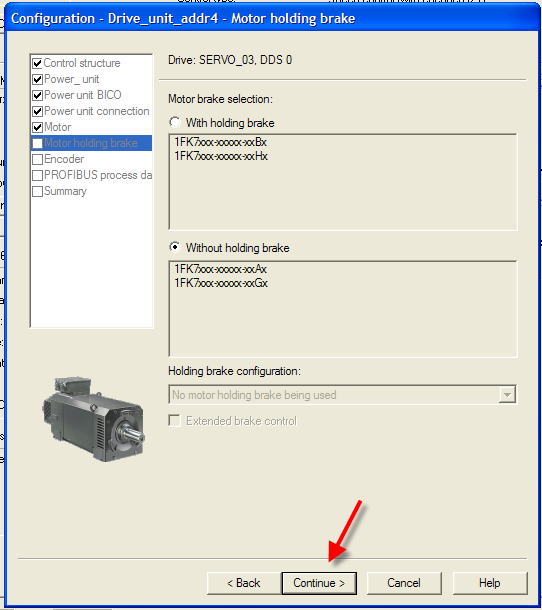 Configuration - Drive_unit_addr4 - Motor holding brake
Control structure
Power_ unit
Power unit BICO
Power unit connection
Motor
Motor holding brake
Encoder
PROFIBUS process da
Summary
Drive: SERVO_03, DDS 0
Motor brake selection:
With holding brake
1FK7xxx-xxxxx-xxBx
1FK7xxx-xxxxx-xxHx
Without holding brake
1FK7xxx-xxxxx-xxAx
1FK7xxx-xxxxx-xxGx
Holding brake configuration:
No motor holding brake being used
Extended brake control
< Back
Continue >
Cancel
Help